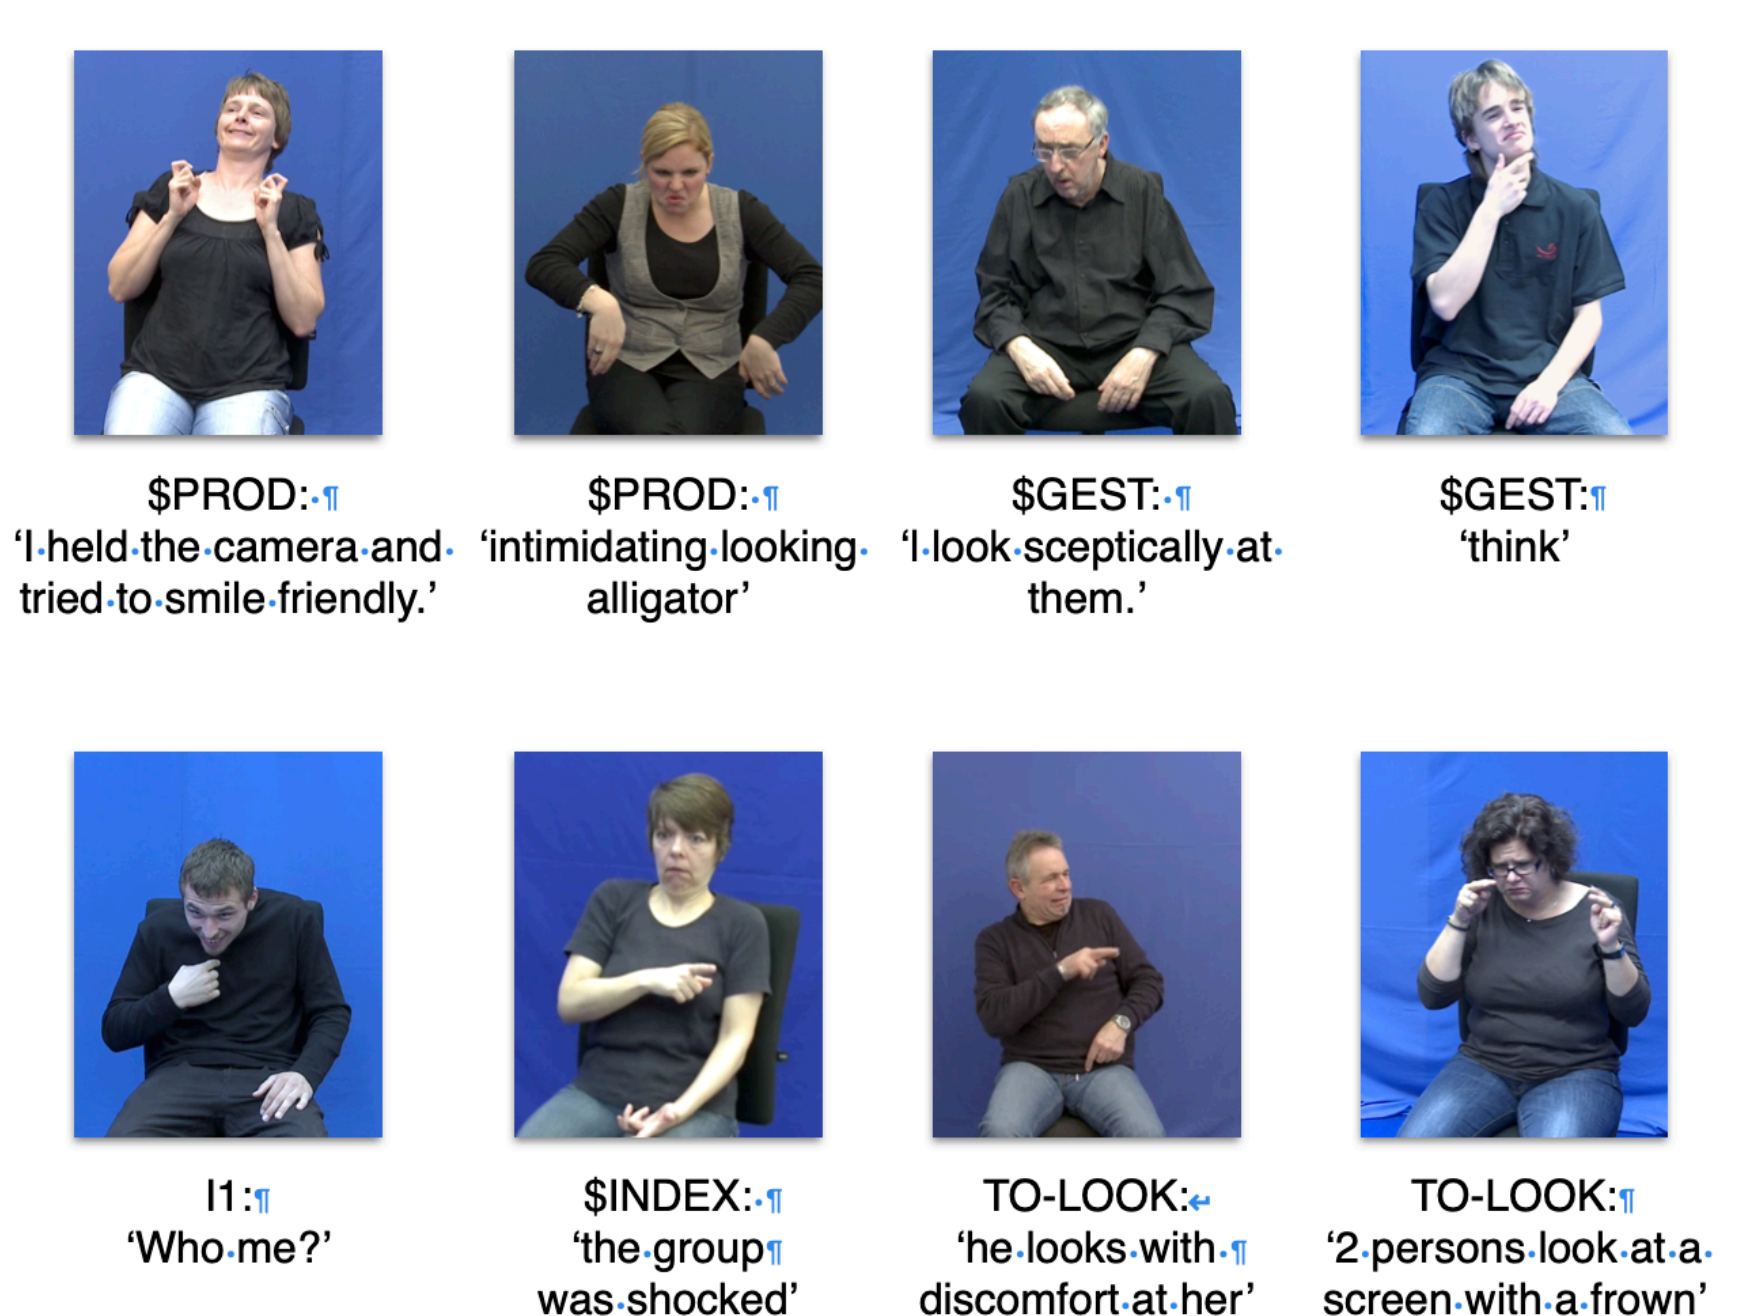 $PROD:
‘I held the camera and
tried to smile friendly.’
$PROD:
‘intimidating looking
alligator’
$GEST:
‘I look sceptically at
them.’
$GEST:
‘think’
I1:
‘Who me?’
$INDEX:
‘the group
was shocked’
TO-LOOK:
‘he looks with
discomfort at her’
TO-LOOK:
‘2 persons look at a
screen with a frown’